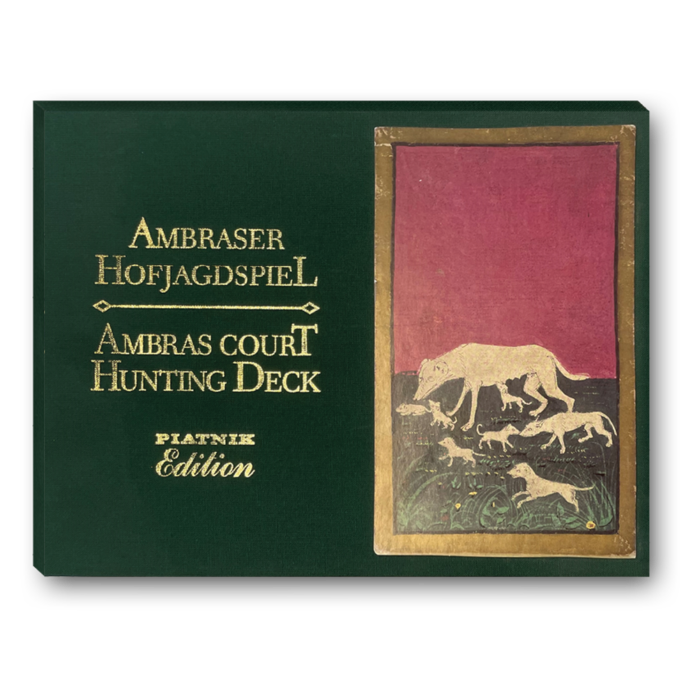 AMBRASER
HOFJAGDSPIEL
AMBRAS COURT
HUNTING DECK
PIATNIK
Edition